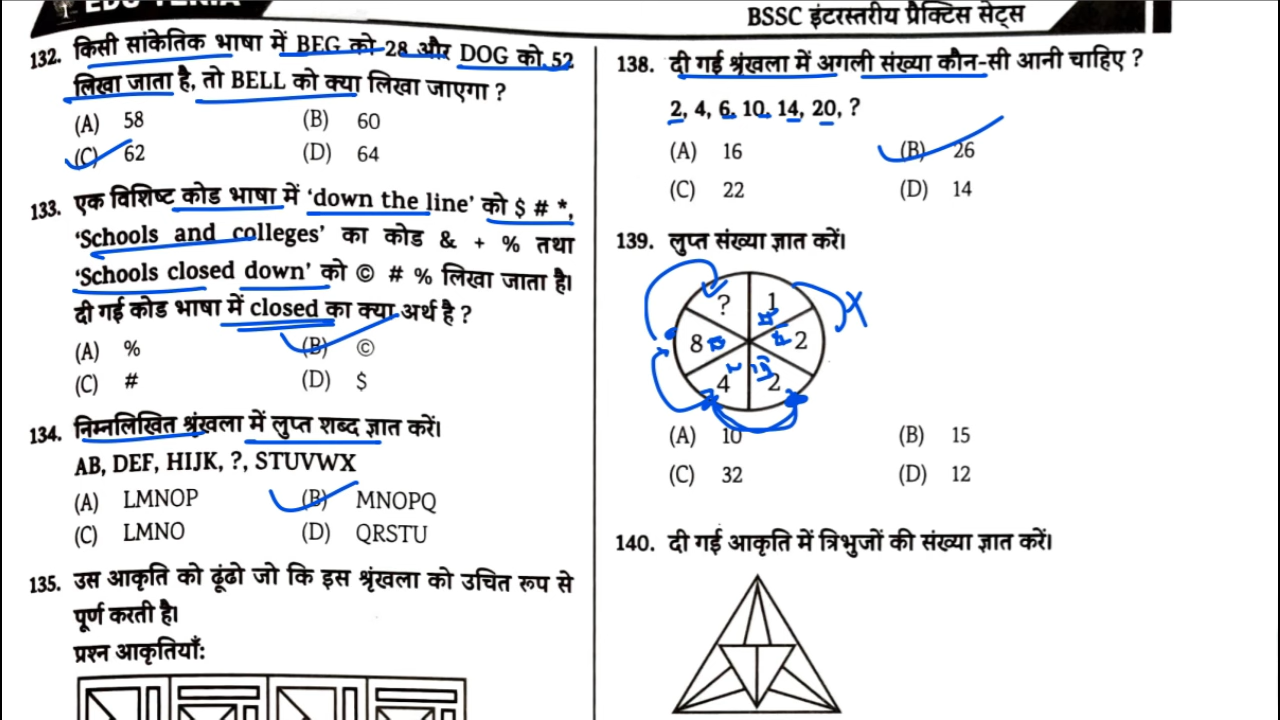 BSSC इंटरस्तरीय प्रैक्टिस सेट्स
132. किसी सांकेतिक भाषा में BEG को 28 और DOG को 52
लिखा जाता है, तो BELL को क्या लिखा जाएगा ?
(A) 58 (B) 60
(C) 62 (D) 64
133. एक विशिष्ट कोड भाषा में ‘down the line’ को $ # *,
‘Schools and colleges’ का कोड & + % तथा
‘Schools closed down’ को © # % लिखा जाता है।
दी गई कोड भाषा में closed का क्या अर्थ है ?
(A) % (B) ©
(C) # (D) $
134. निम्नलिखित श्रृंखला में लुप्त शब्द ज्ञात करें।
AB, DEF, HIJK, ?, STUVWX
(A) LMNOP (B) MNOPQ
(C) LMNO (D) QRSTU
135. उस आकृति को ढूंढो जो कि इस श्रृंखला को उचित रूप से
पूर्ण करती है।
प्रश्न आकृतियाँ:
138. दी गई श्रृंखला में अगली संख्या कौन-सी आनी चाहिए ?
2, 4, 6, 10, 14, 20, ?
(A) 16 (B) 26
(C) 22 (D) 14
139. लुप्त संख्या ज्ञात करें।
? 1
8 2
4 2
(A) 10 (B) 15
(C) 32 (D) 12
140. दी गई आकृति में त्रिभुजों की संख्या ज्ञात करें।